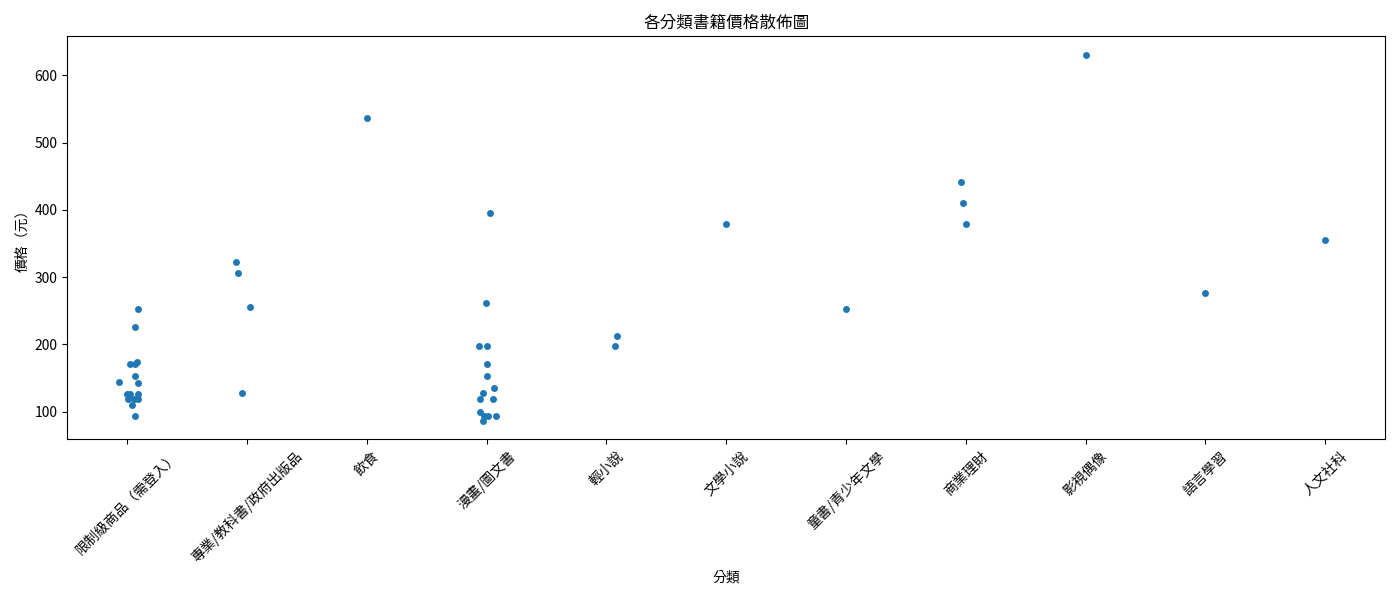 各分類書籍價格散佈圖
價格（元）
600
500
400
300
200
100
限制級商品（需登入）
專業/教科書/政府出版品
飲食
漫畫/圖文書
輕小說
文學小說
童書/青少年文學
商業理財
影視偶像
語言學習
人文社科
分類